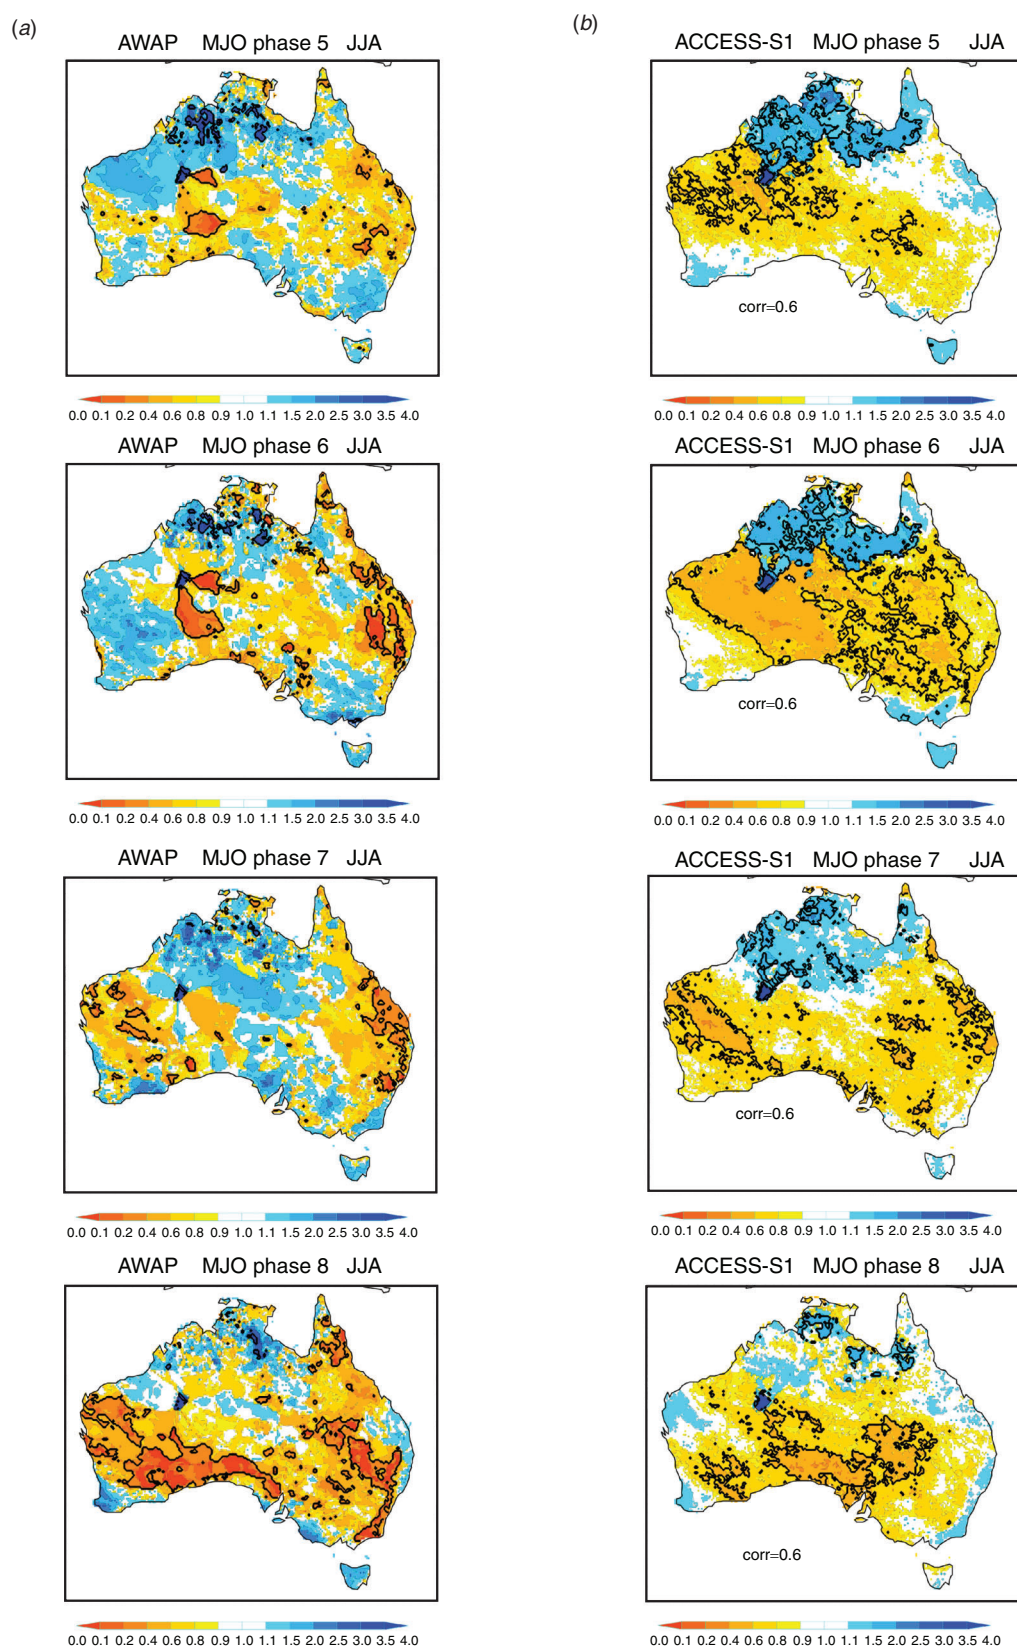 (a)
(b)
AWAP MJO phase 5 JJA
ACCESS-S1 MJO phase 5 JJA
corr=0.6
0.0 0.1 0.2 0.4 0.6 0.8 0.9 1.0 1.1 1.5 2.0 2.5 3.0 3.5 4.0
0.0 0.1 0.2 0.4 0.6 0.8 0.9 1.0 1.1 1.5 2.0 2.5 3.0 3.5 4.0
AWAP MJO phase 6 JJA
ACCESS-S1 MJO phase 6 JJA
corr=0.6
0.0 0.1 0.2 0.4 0.6 0.8 0.9 1.0 1.1 1.5 2.0 2.5 3.0 3.5 4.0
0.0 0.1 0.2 0.4 0.6 0.8 0.9 1.0 1.1 1.5 2.0 2.5 3.0 3.5 4.0
AWAP MJO phase 7 JJA
ACCESS-S1 MJO phase 7 JJA
corr=0.6
0.0 0.1 0.2 0.4 0.6 0.8 0.9 1.0 1.1 1.5 2.0 2.5 3.0 3.5 4.0
0.0 0.1 0.2 0.4 0.6 0.8 0.9 1.0 1.1 1.5 2.0 2.5 3.0 3.5 4.0
AWAP MJO phase 8 JJA
ACCESS-S1 MJO phase 8 JJA
corr=0.6
0.0 0.1 0.2 0.4 0.6 0.8 0.9 1.0 1.1 1.5 2.0 2.5 3.0 3.5 4.0
0.0 0.1 0.2 0.4 0.6 0.8 0.9 1.0 1.1 1.5 2.0 2.5 3.0 3.5 4.0